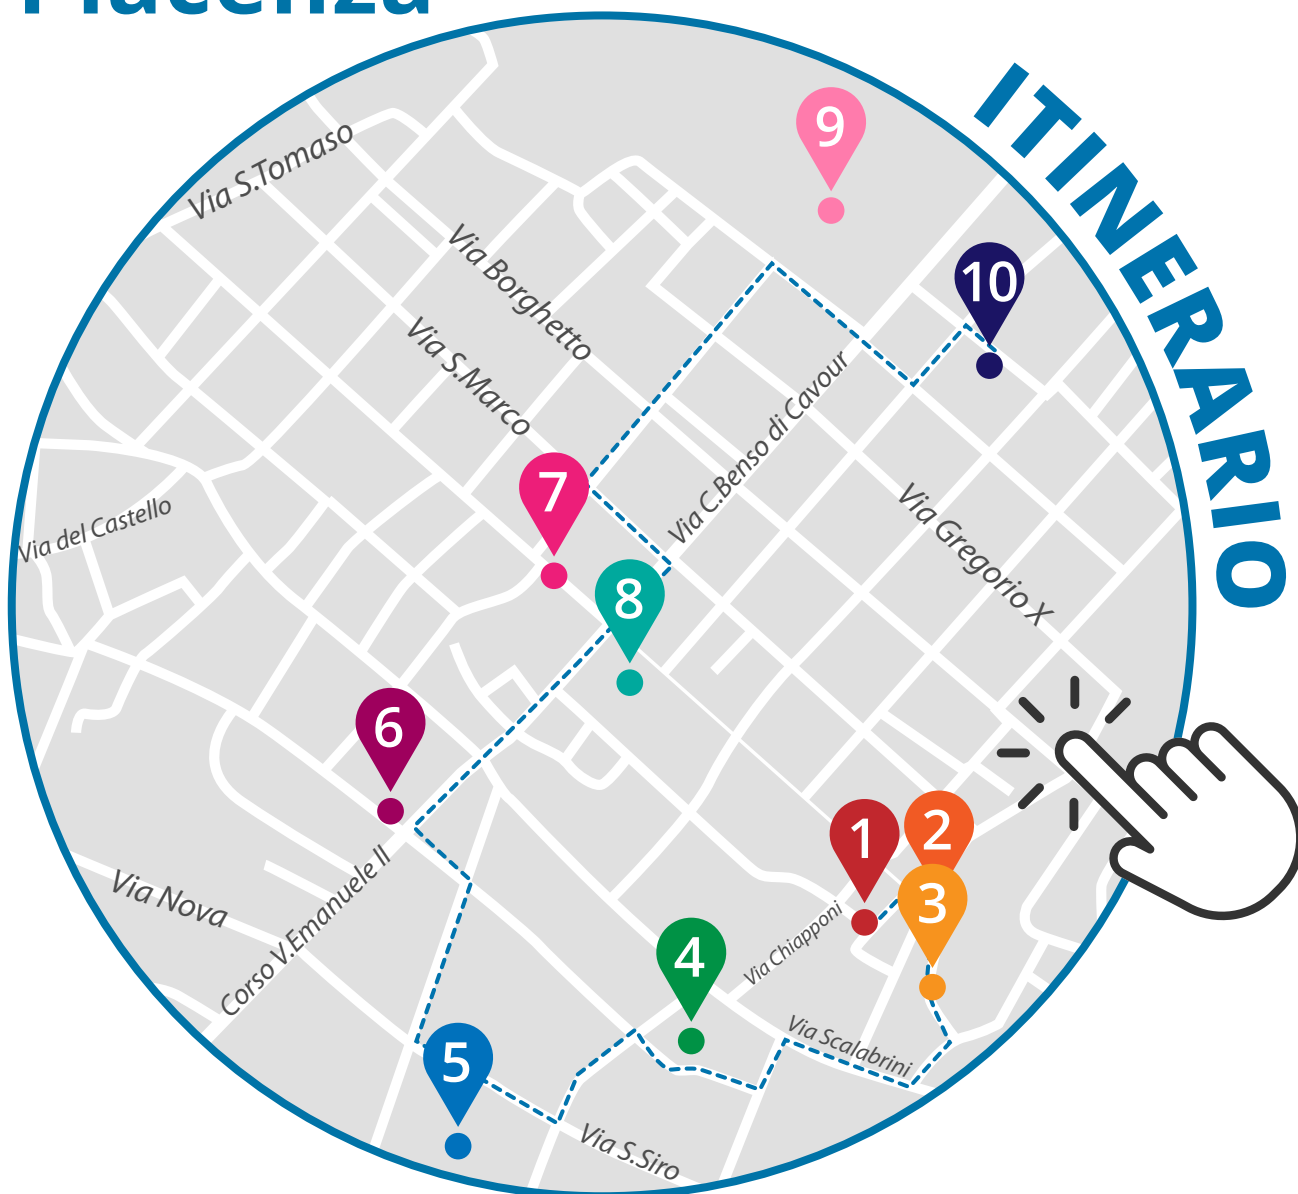 Piacenza
ITINERARIO
9
Via S.Tomaso
10
Via Borghetto
Via S.Marco
Via C.Benso di Cavour
7
Via Gregorio X
Via del Castello
8
6
1
2
3
Via Nova
Corso V.Emanuele II
4
Via Chiapponi
5
Via Scalabrini
Via S.Siro